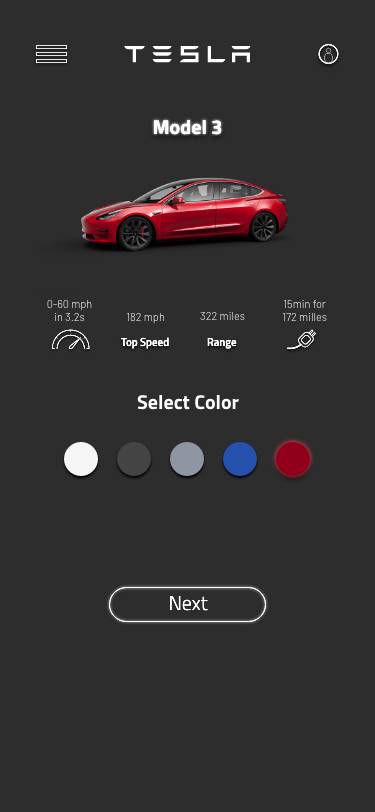 TESLA
Model 3
0-60 mph
in 3.2s
182 mph
322 miles
15min for
172 milles
Top Speed
Range
Select Color
Next